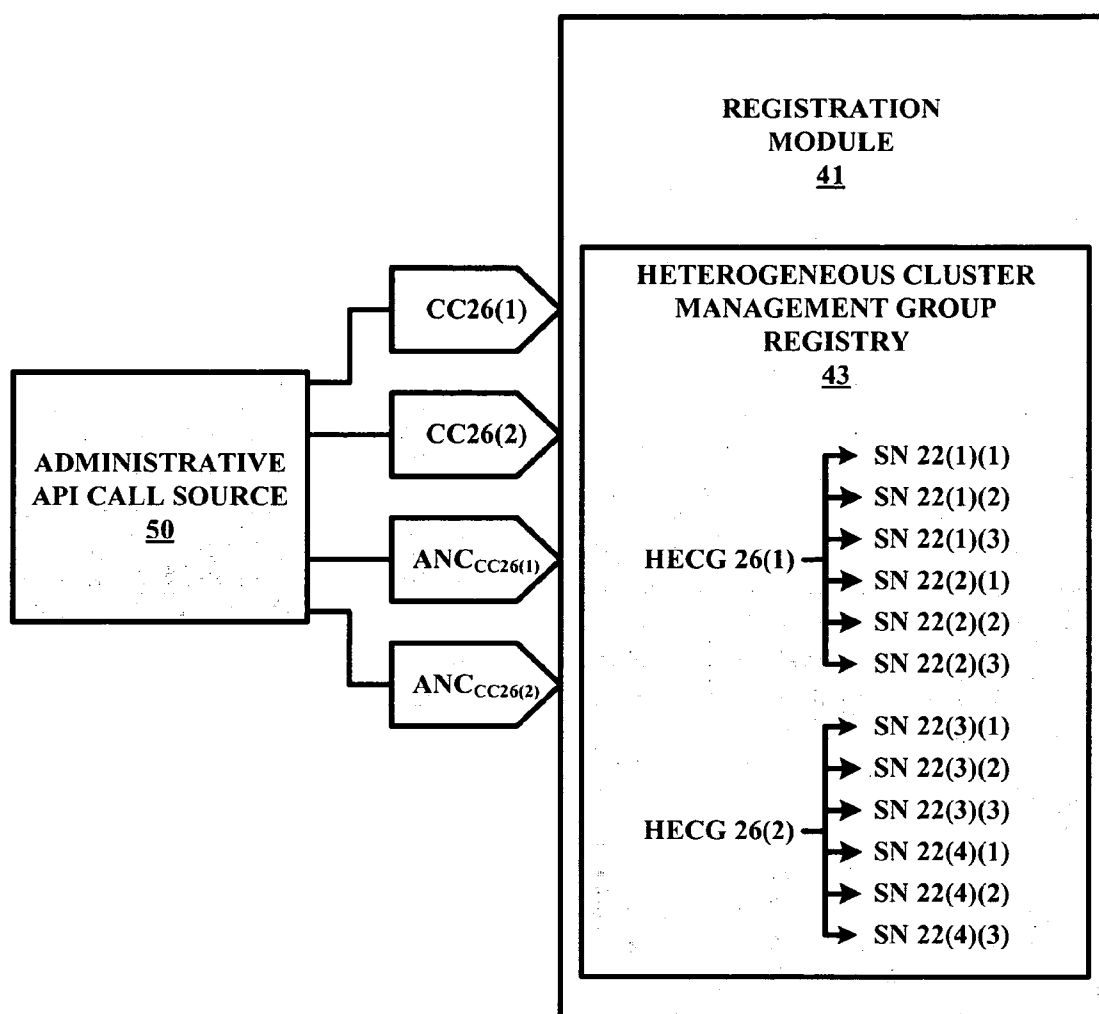 REGISTRATION
MODULE
41
HETEROGENEOUS CLUSTER
MANAGEMENT GROUP
REGISTRY
43
CC26(1)
CC26(2)
ADMINISTRATIVE
API CALL SOURCE
50
ANCCC26(1)
ANCCC26(2)
HECG 26(1)
SN 22(1)(1)
SN 22(1)(2)
SN 22(1)(3)
SN 22(2)(1)
SN 22(2)(2)
SN 22(2)(3)
HECG 26(2)
SN 22(3)(1)
SN 22(3)(2)
SN 22(3)(3)
SN 22(4)(1)
SN 22(4)(2)
SN 22(4)(3)